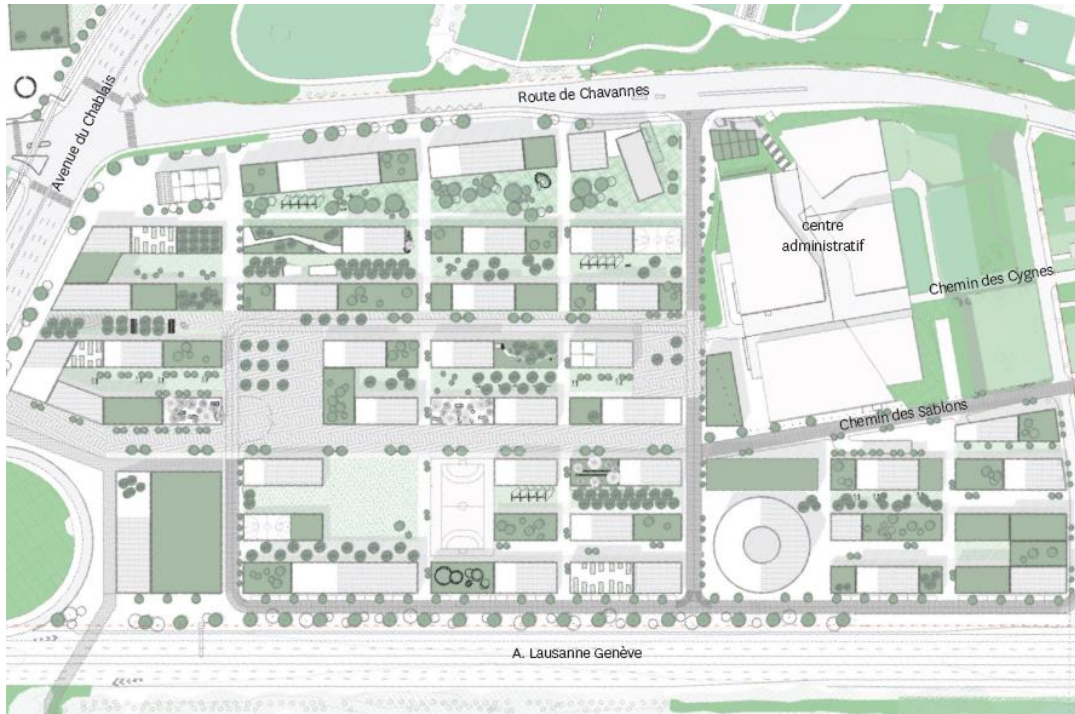 Route de Chavannes
Avenue du Chablais
centre
administratif
Chemin des Cygnes
Chemin des Sablons
A. Lausanne Genève